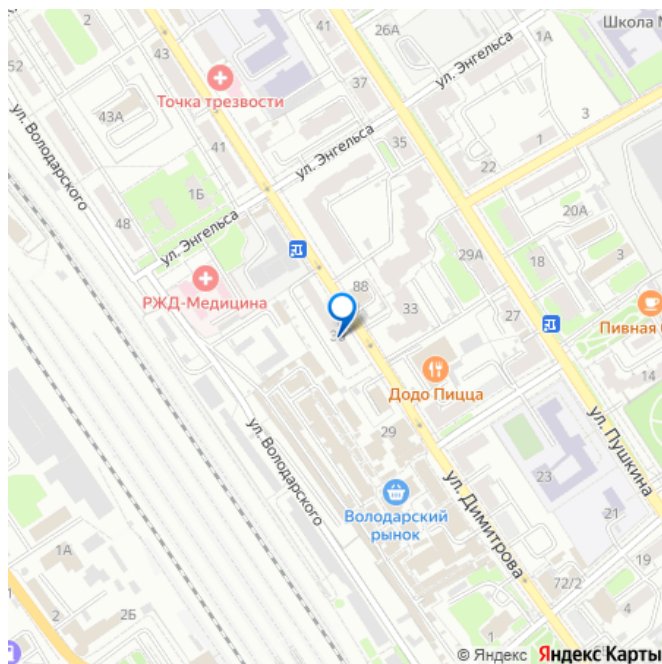 2
26А
Школа
1А
43
52
41
ул. Энгельса
Точка трезвости
37
43А
3
1
ул. Володарского
41
ул. Энгельса
35
22
1Б
20А
48
ул. Энгельса
3
29А
18
РЖД-Медицина
88
33
27
Пивная
Додо Пицца
14
ул. Пушкина
29
ул. Володарского
ул. Димитрова
23
Володарский
рынок
21
1А
19
72/2
2
2Б
1
1
© Яндекс Яндекс Карты